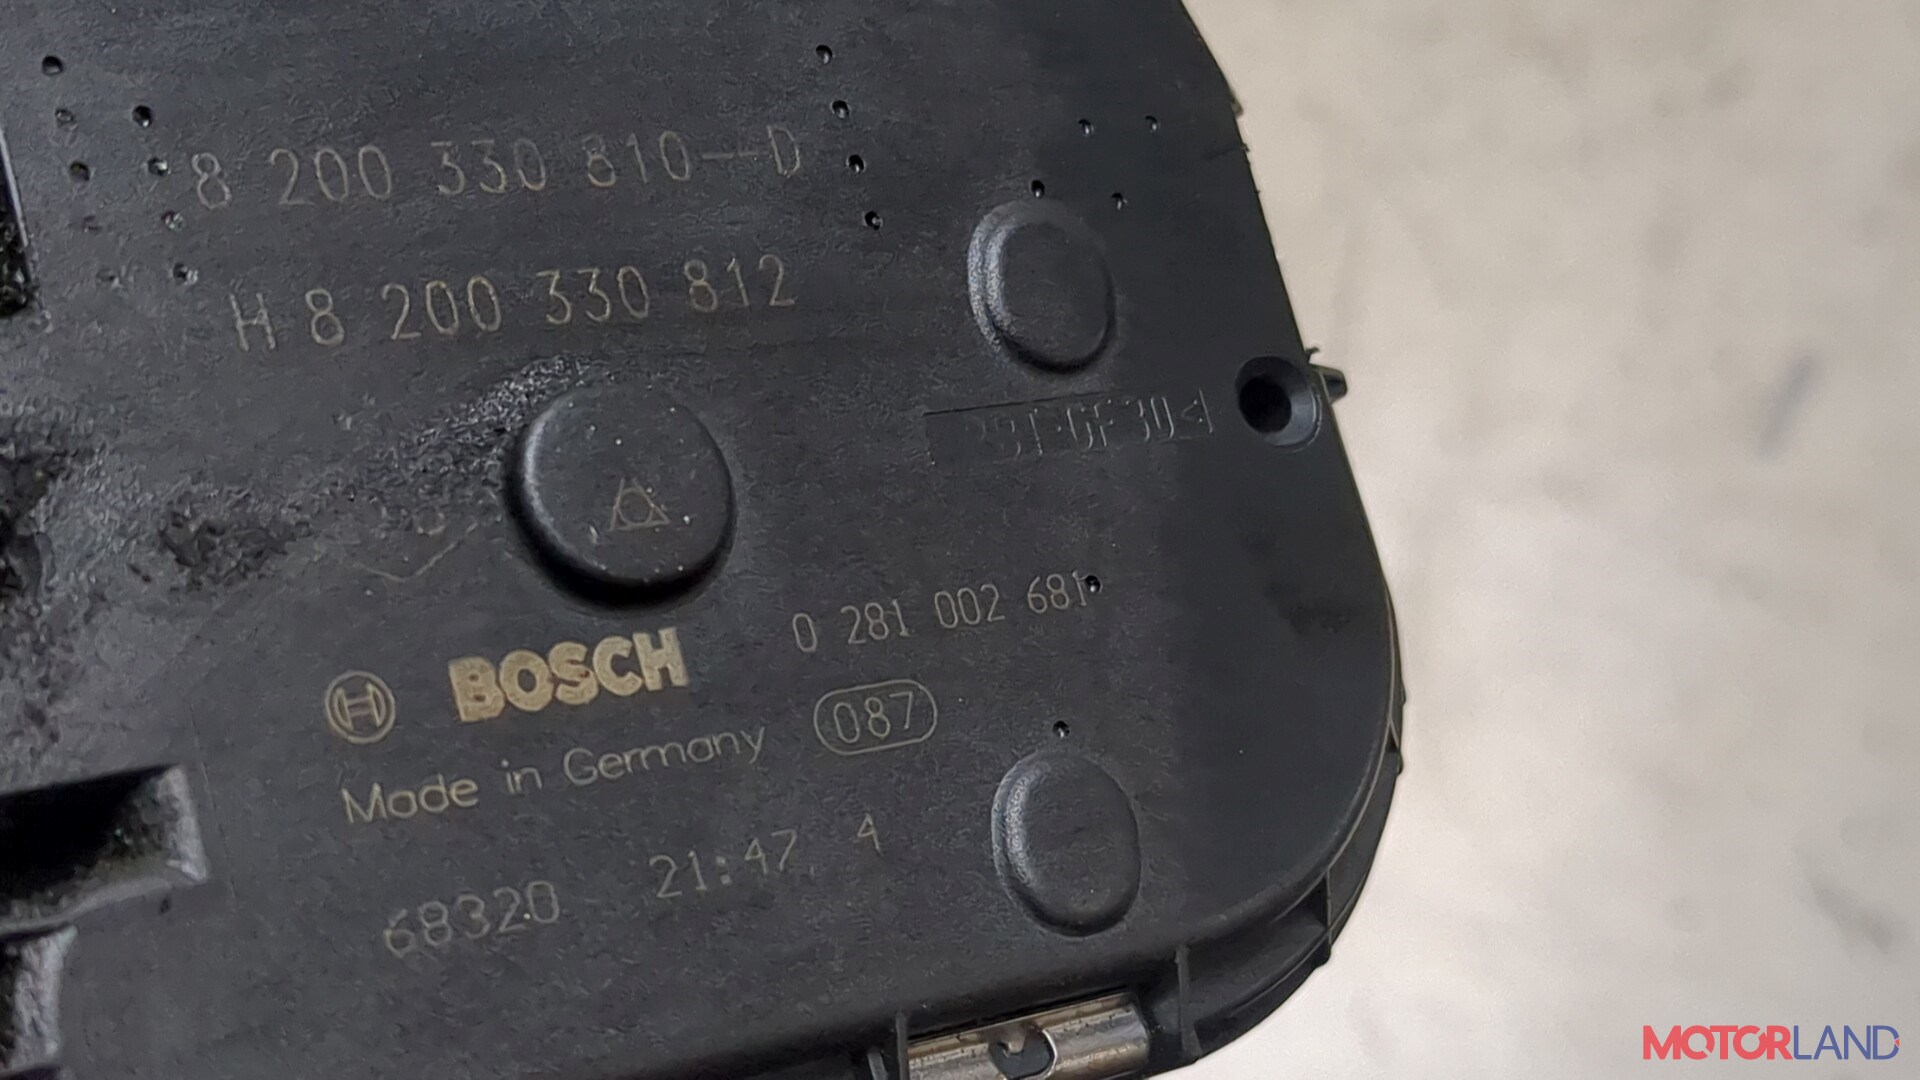 8 200 330 810--D
H 8 200 330 812
BOSCH 0 281 002 681
Made in Germany 087
68320 21:47 4
MOTORLAND